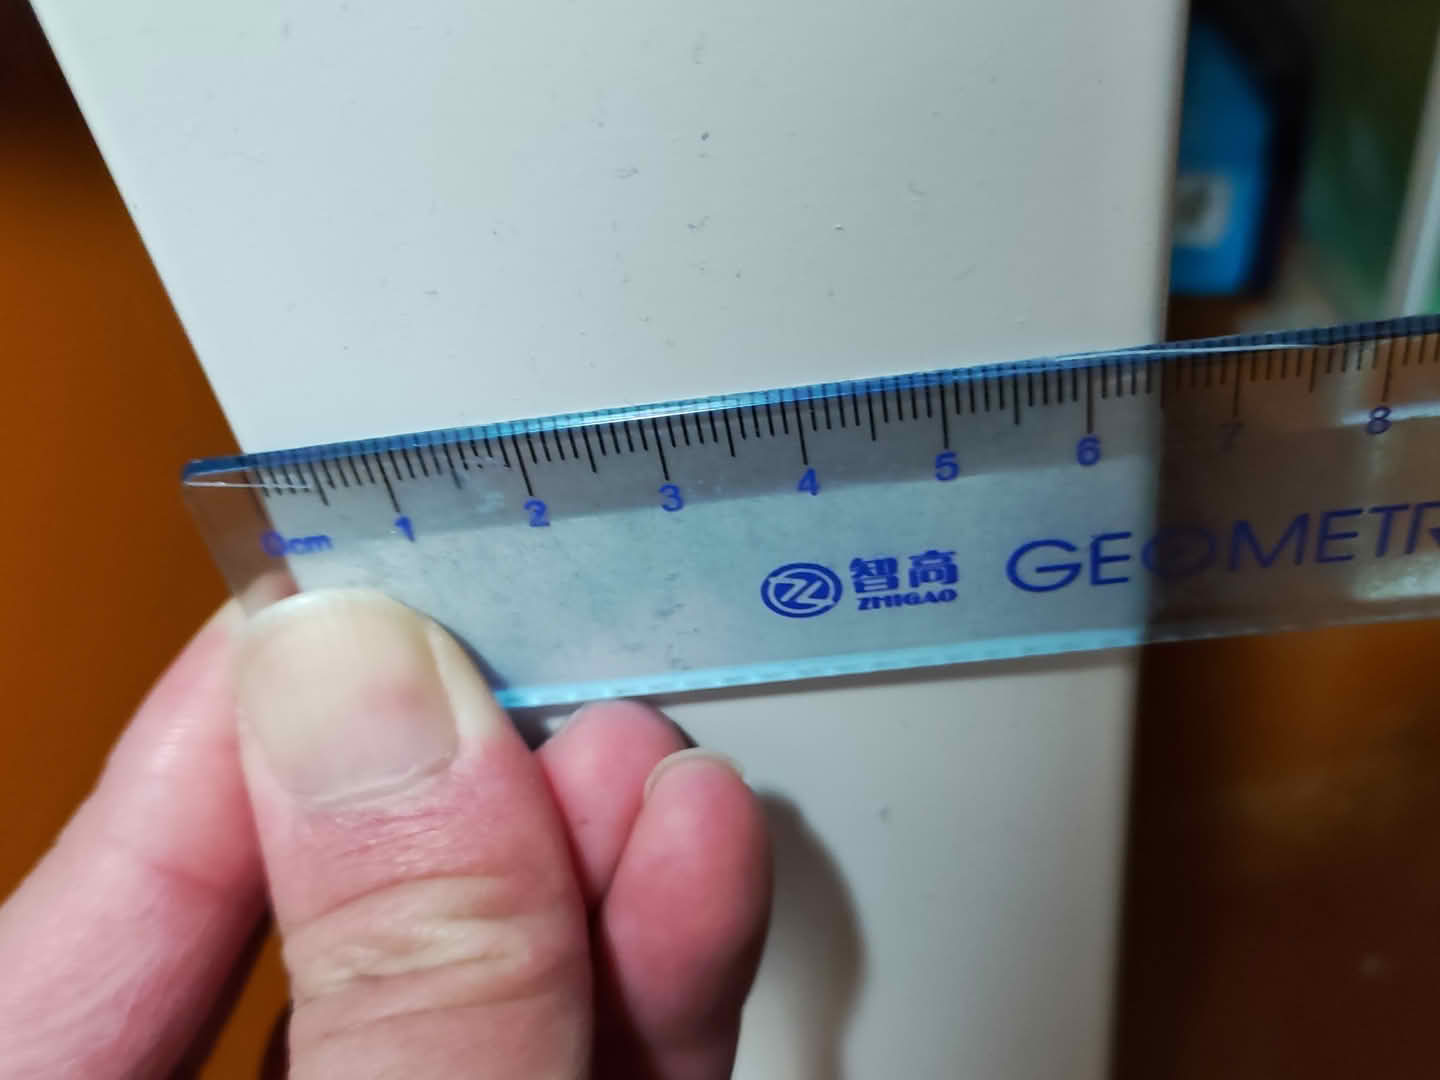 0cm 1 2 3 4 5 6 7 8
智高
ZHIGAO
GEOMETR